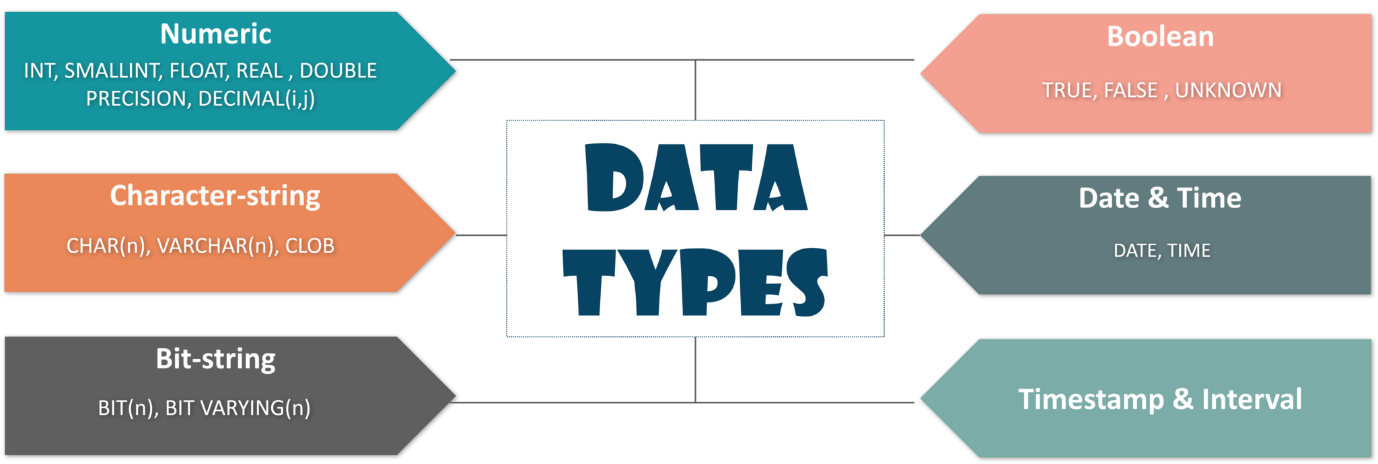 Numeric
INT, SMALLINT, FLOAT, REAL , DOUBLE
PRECISION, DECIMAL(i,j)
Character-string
CHAR(n), VARCHAR(n), CLOB
Bit-string
BIT(n), BIT VARYING(n)
DATA
TYPES
Boolean
TRUE, FALSE , UNKNOWN
Date & Time
DATE, TIME
Timestamp & Interval